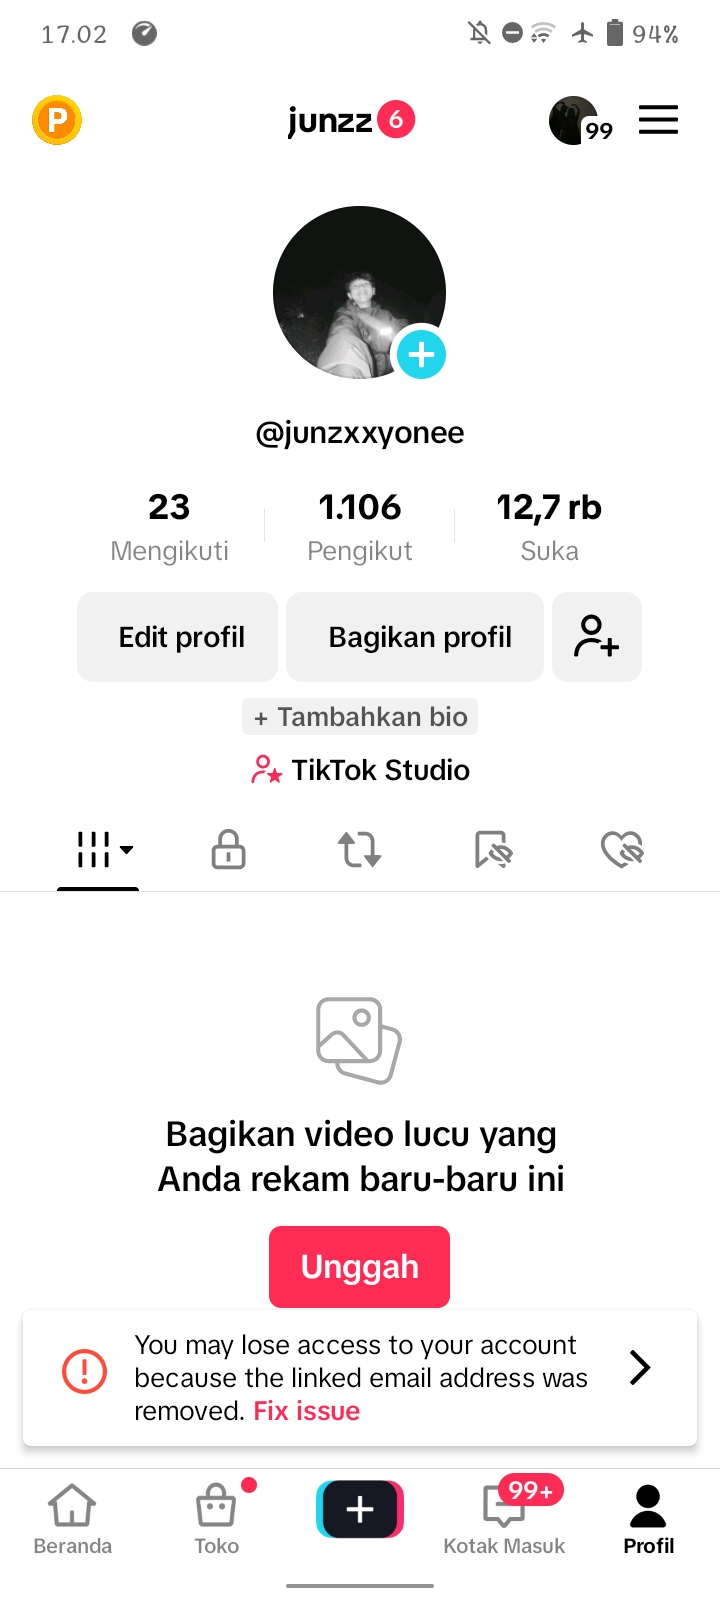 17.02
94%
P
junzz 6
99
@junzxxyonee
23 1.106 12,7 rb
Mengikuti Pengikut Suka
Edit profil Bagikan profil
+ Tambahkan bio
TikTok Studio
Bagikan video lucu yang
Anda rekam baru-baru ini
Unggah
You may lose access to your account
because the linked email address was
removed. Fix issue
99+
Beranda Toko Kotak Masuk Profil